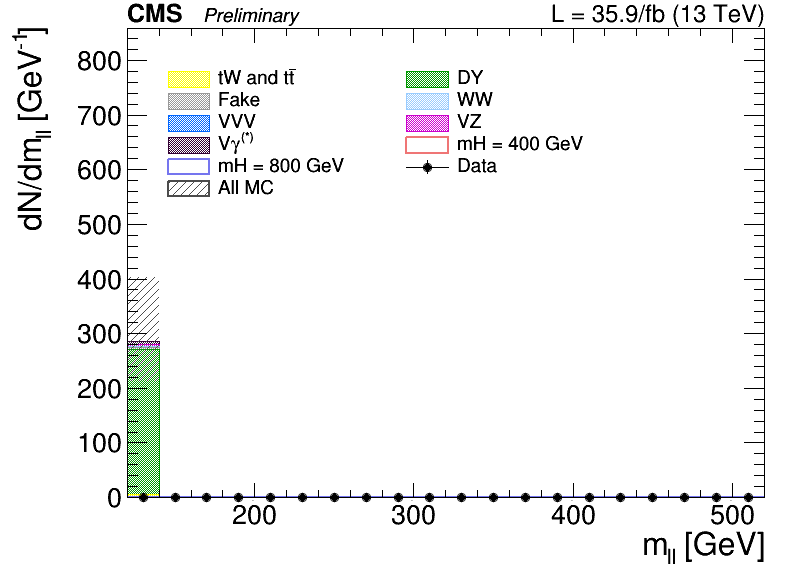 CMS Preliminary L = 35.9/fb (13 TeV)
dN/dm_ll [GeV^-1]
800
700
600
500
400
300
200
100
0
tW and tt̄
DY
Fake
WW
VVV
VZ
Vγ(*)
mH = 400 GeV
mH = 800 GeV
Data
All MC
200 300 400 500
m_ll [GeV]